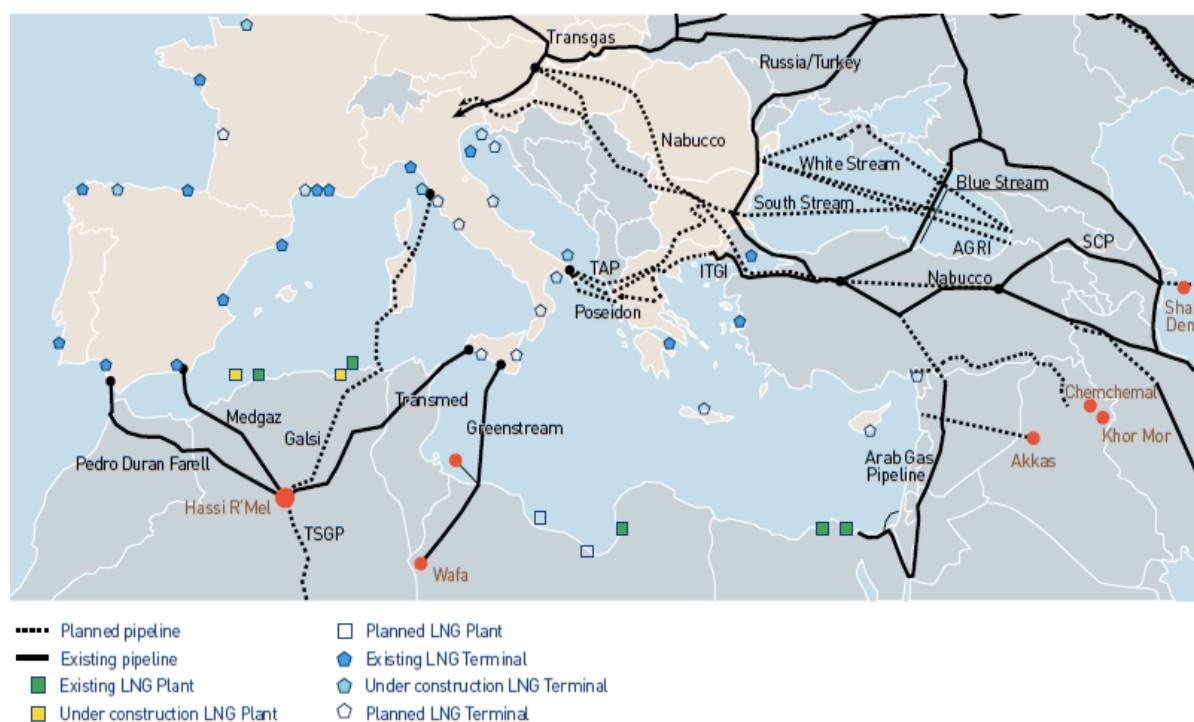 Transgas
Russia/Turkey
Nabucco
White Stream
Blue Stream
South Stream
AGRI
SCP
TAP
ITGI
Nabucco
Poseidon
Sha
Den
Transmed
Medgaz
Greenstream
Galsi
Chemchemal
Khor Mor
Pedro Duran Farell
Arab Gas
Pipeline
Akkas
Hassi R'Mel
TSGP
Wafa
Planned pipeline
Existing pipeline
Existing LNG Plant
Under construction LNG Plant
Planned LNG Plant
Existing LNG Terminal
Under construction LNG Terminal
Planned LNG Terminal